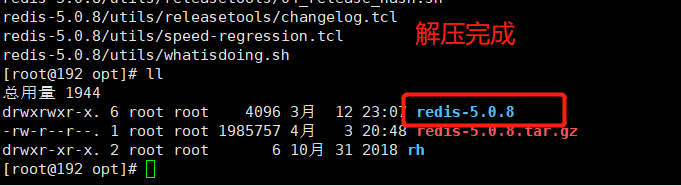 redis-5.0.8/utils/releasetools/changelog.tcl
redis-5.0.8/utils/speed-regression.tcl
redis-5.0.8/utils/whatisdoing.sh
解压完成
[root@192 opt]# ll
总用量 1944
drwxrwxr-x. 6 root root 4096 3月 12 23:07 redis-5.0.8
-rw-r--r--. 1 root root 1985757 4月 3 20:48 redis-5.0.8.tar.gz
drwxr-xr-x. 2 root root 6 10月 31 2018 rh
[root@192 opt]#